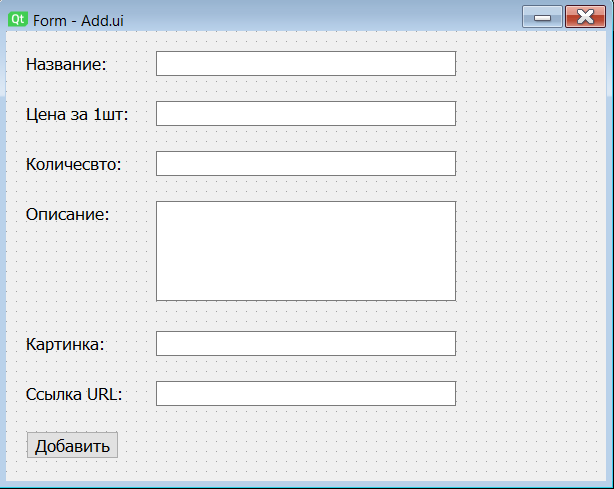 Qt Form - Add.ui
Название:
Цена за 1шт:
Количесвто:
Описание:
Картинка:
Ссылка URL:
Добавить